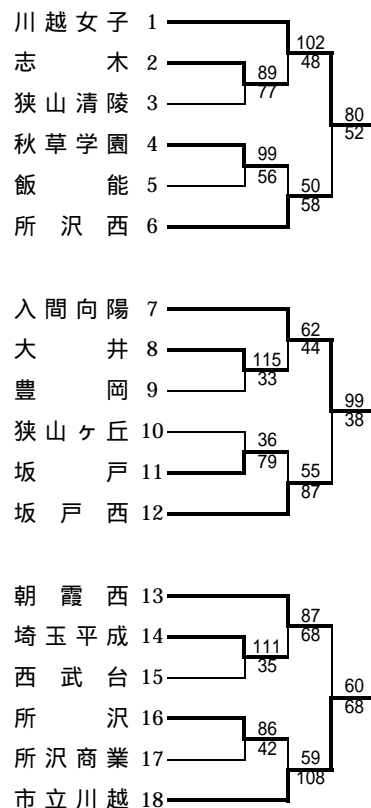 川越女子 1
102
48
志木 2
89
77
狭山清陵 3
80
52
秋草学園 4
99
56
飯能 5
50
58
所沢西 6
入間向陽 7
62
44
大井 8
115
33
豊岡 9
99
38
狭山ヶ丘 10
36
79
坂戸 11
55
87
坂戸西 12
朝霞西 13
87
68
埼玉平成 14
111
35
西武台 15
60
68
所沢 16
86
42
所沢商業 17
59
108
市立川越 18